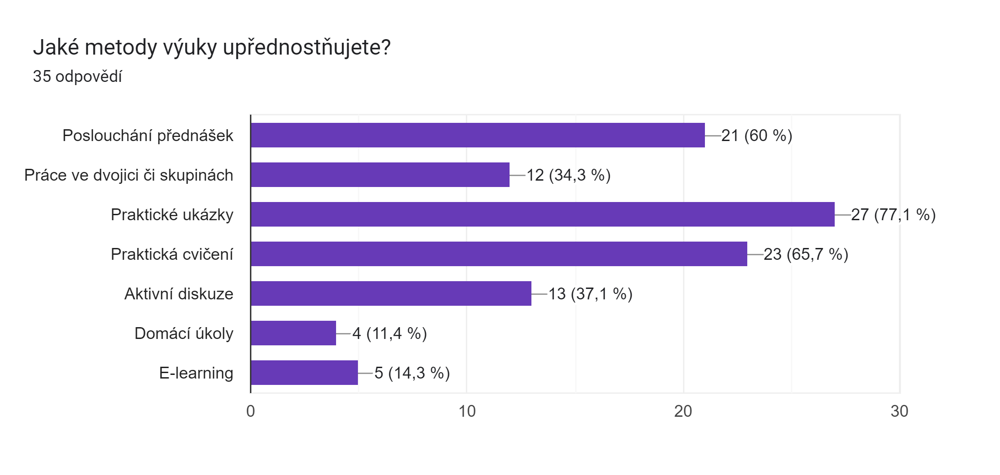 Jaké metody výuky upřednostňujete?
35 odpovědí
Poslouchání přednášek 21 (60 %)
Práce ve dvojici či skupinách 12 (34,3 %)
Praktické ukázky 27 (77,1 %)
Praktická cvičení 23 (65,7 %)
Aktivní diskuze 13 (37,1 %)
Domácí úkoly 4 (11,4 %)
E-learning 5 (14,3 %)
0 10 20 30